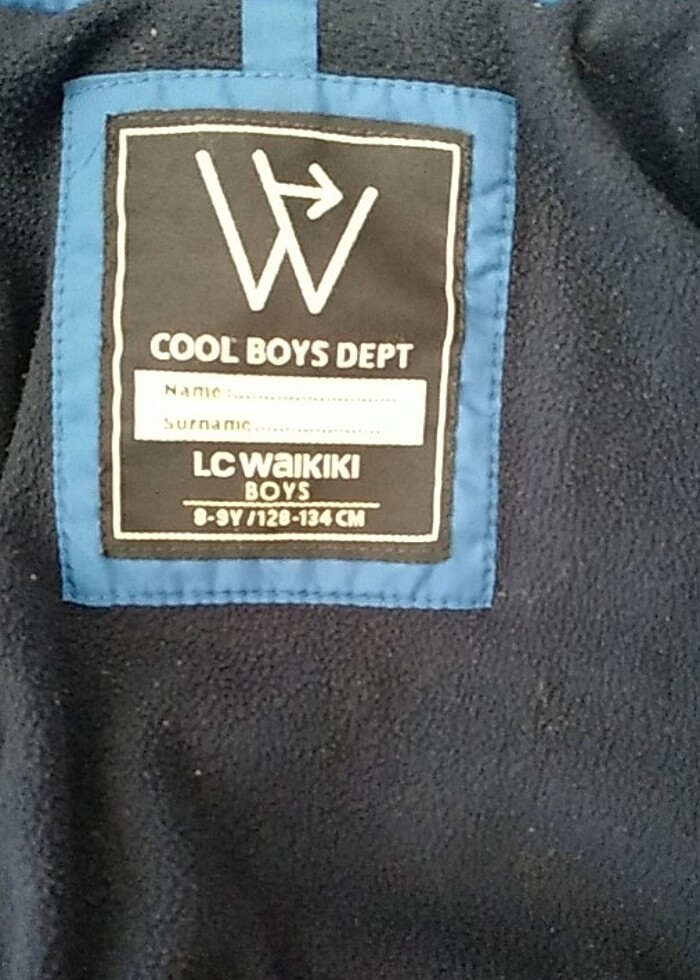 W
COOL BOYS DEPT
Name:..............................
Surname..........................
LC WAIKIKI
BOYS
8-9Y/128-134 CM